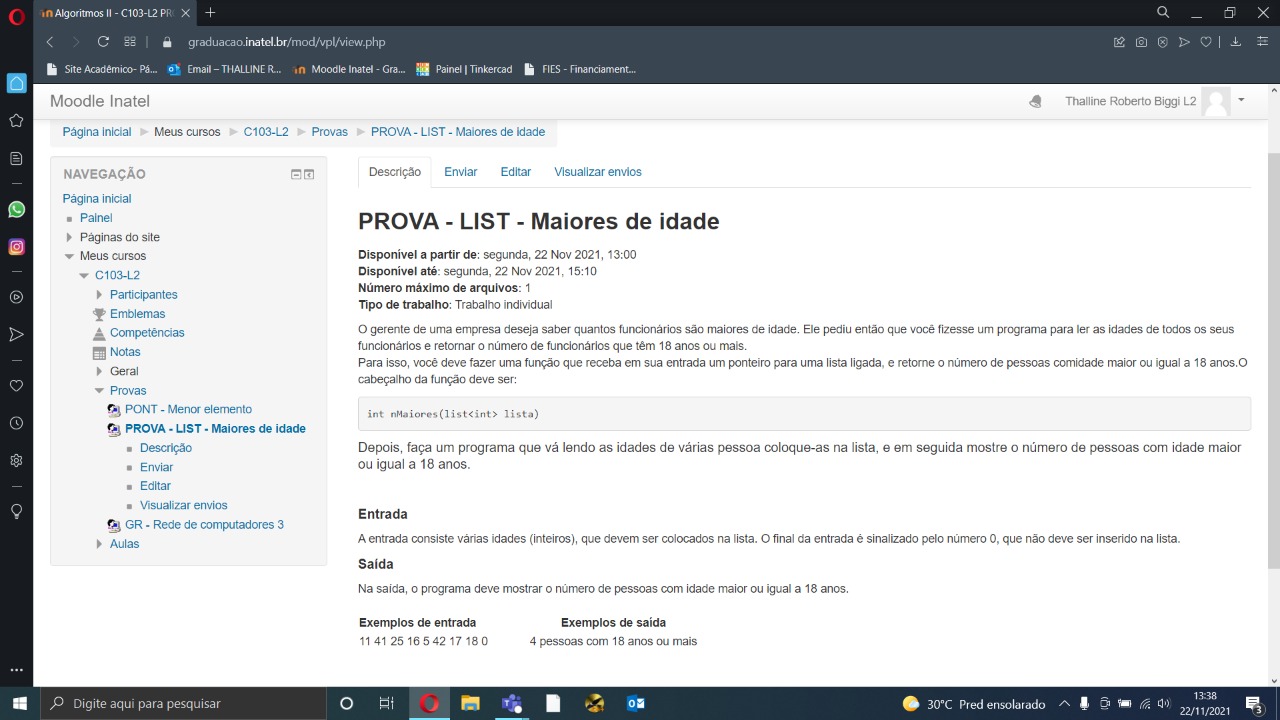 Algoritmos II - C103-L2 PR
graduacao.inatel.br/mod/vpl/view.php
Site Acadêmico- Pá... Email – THALLINE R... Moodle Inatel - Gra... Painel | Tinkercad FIES - Financiament...
Moodle Inatel
Thalline Roberto Biggi L2
Página inicial Meus cursos C103-L2 Provas PROVA - LIST - Maiores de idade
NAVEGAÇÃO
Página inicial
Painel
Páginas do site
Meus cursos
C103-L2
Participantes
Emblemas
Competências
Notas
Geral
Provas
PONT - Menor elemento
PROVA - LIST - Maiores de idade
Descrição
Enviar
Editar
Visualizar envios
GR - Rede de computadores 3
Aulas
Descrição Enviar Editar Visualizar envios
PROVA - LIST - Maiores de idade
Disponível a partir de: segunda, 22 Nov 2021, 13:00
Disponível até: segunda, 22 Nov 2021, 15:10
Número máximo de arquivos: 1
Tipo de trabalho: Trabalho individual
O gerente de uma empresa deseja saber quantos funcionários são maiores de idade. Ele pediu então que você fizesse um programa para ler as idades de todos os seus
funcionários e retornar o número de funcionários que têm 18 anos ou mais.
Para isso, você deve fazer uma função que receba em sua entrada um ponteiro para uma lista ligada, e retorne o número de pessoas comidade maior ou igual a 18 anos.O
cabeçalho da função deve ser:
int nMaiores(list<int> lista)
Depois, faça um programa que vá lendo as idades de várias pessoa coloque-as na lista, e em seguida mostre o número de pessoas com idade maior
ou igual a 18 anos.
Entrada
A entrada consiste várias idades (inteiros), que devem ser colocados na lista. O final da entrada é sinalizado pelo número 0, que não deve ser inserido na lista.
Saída
Na saída, o programa deve mostrar o número de pessoas com idade maior ou igual a 18 anos.
Exemplos de entrada Exemplos de saída
11 41 25 16 5 42 17 18 0 4 pessoas com 18 anos ou mais
Digite aqui para pesquisar
30°C Pred ensolarado
13:38
22/11/2021
3